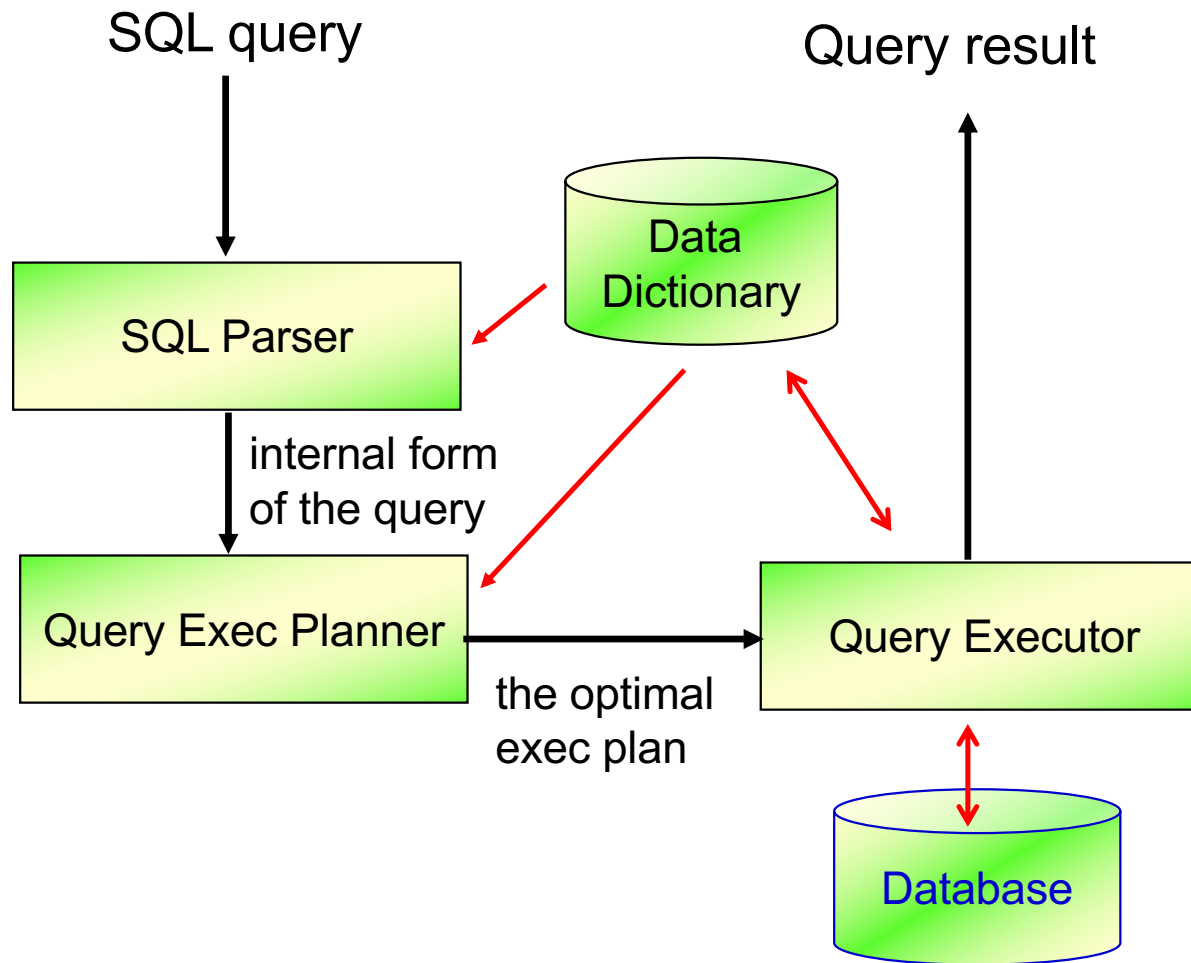 SQL query
Query result
Data
Dictionary
SQL Parser
internal form
of the query
Query Exec Planner
Query Executor
the optimal
exec plan
Database